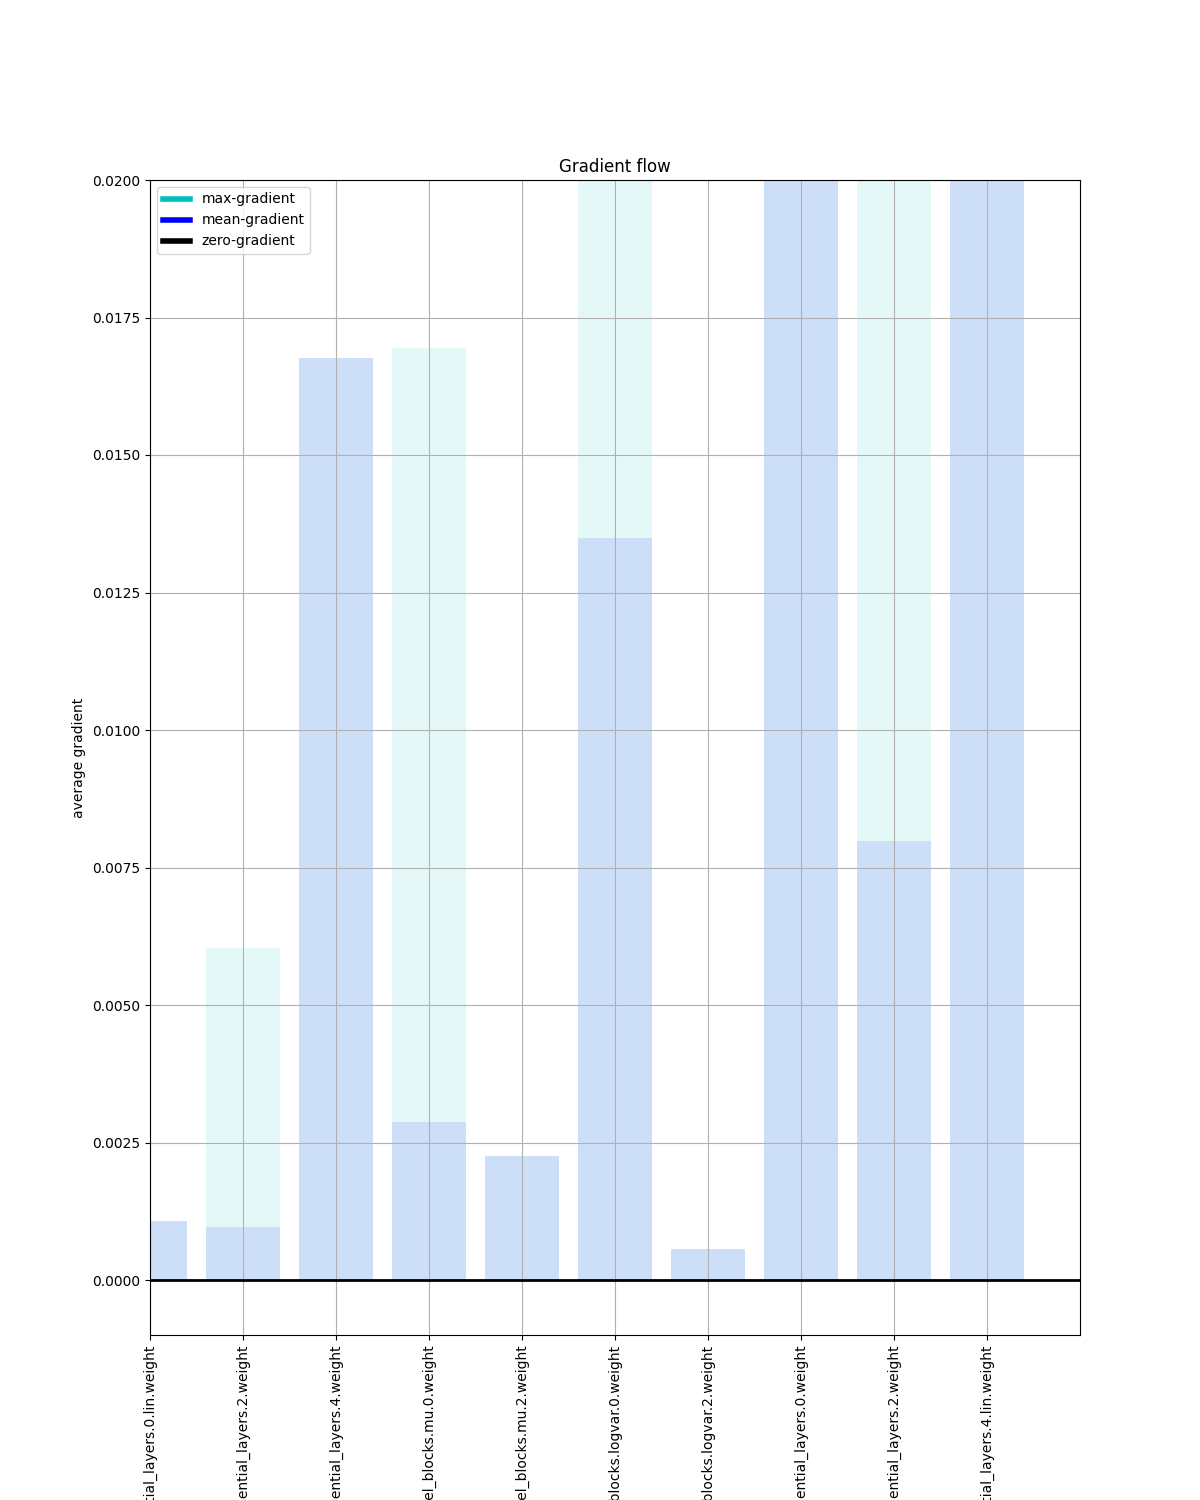 Gradient flow
max-gradient
mean-gradient
zero-gradient
0.0200
0.0175
0.0150
0.0125
0.0100
0.0075
0.0050
0.0025
0.0000
average gradient
tial_layers.0.lin.weight
ential_layers.2.weight
ential_layers.4.weight
el_blocks.mu.0.weight
el_blocks.mu.2.weight
blocks.logvar.0.weight
blocks.logvar.2.weight
ential_layers.0.weight
ential_layers.2.weight
tial_layers.4.lin.weight